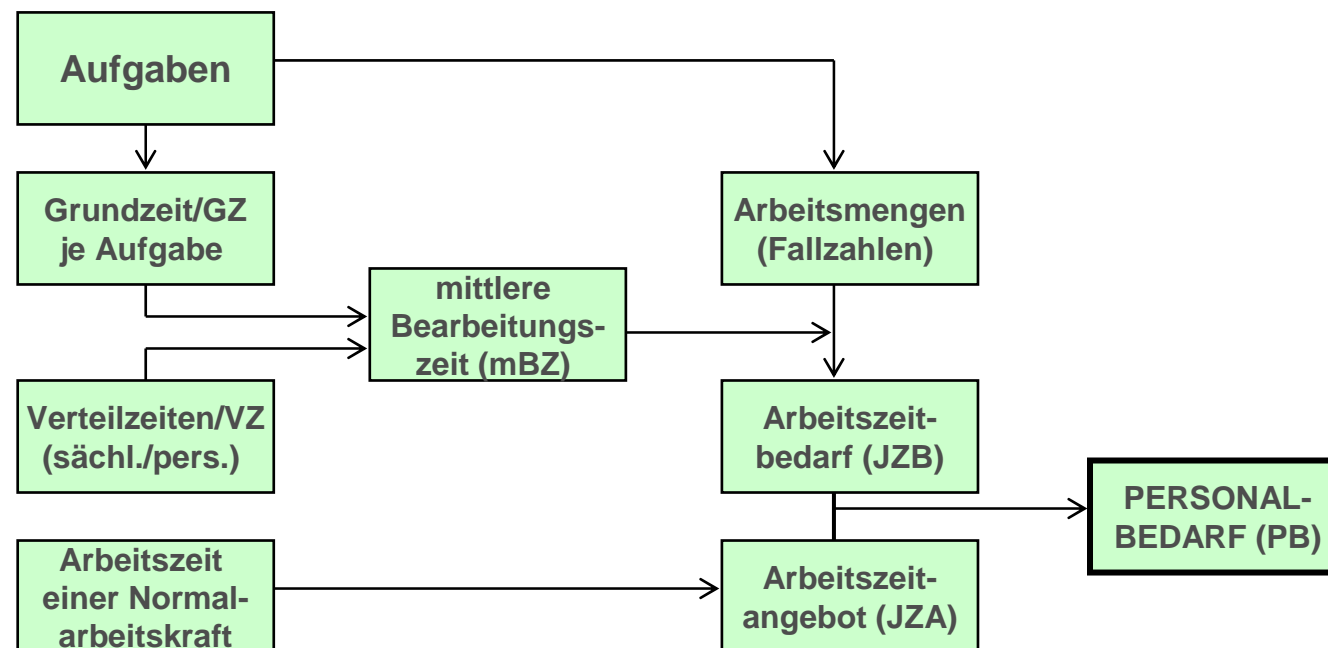 Aufgaben
Grundzeit/GZ
je Aufgabe
Arbeitsmengen
(Fallzahlen)
mittlere
Bearbeitungs-
zeit (mBZ)
Verteilzeiten/VZ
(sächl./pers.)
Arbeitszeit-
bedarf (JZB)
PERSONAL-
BEDARF (PB)
Arbeitszeit
einer Normal-
arbeitskraft
Arbeitszeit-
angebot (JZA)